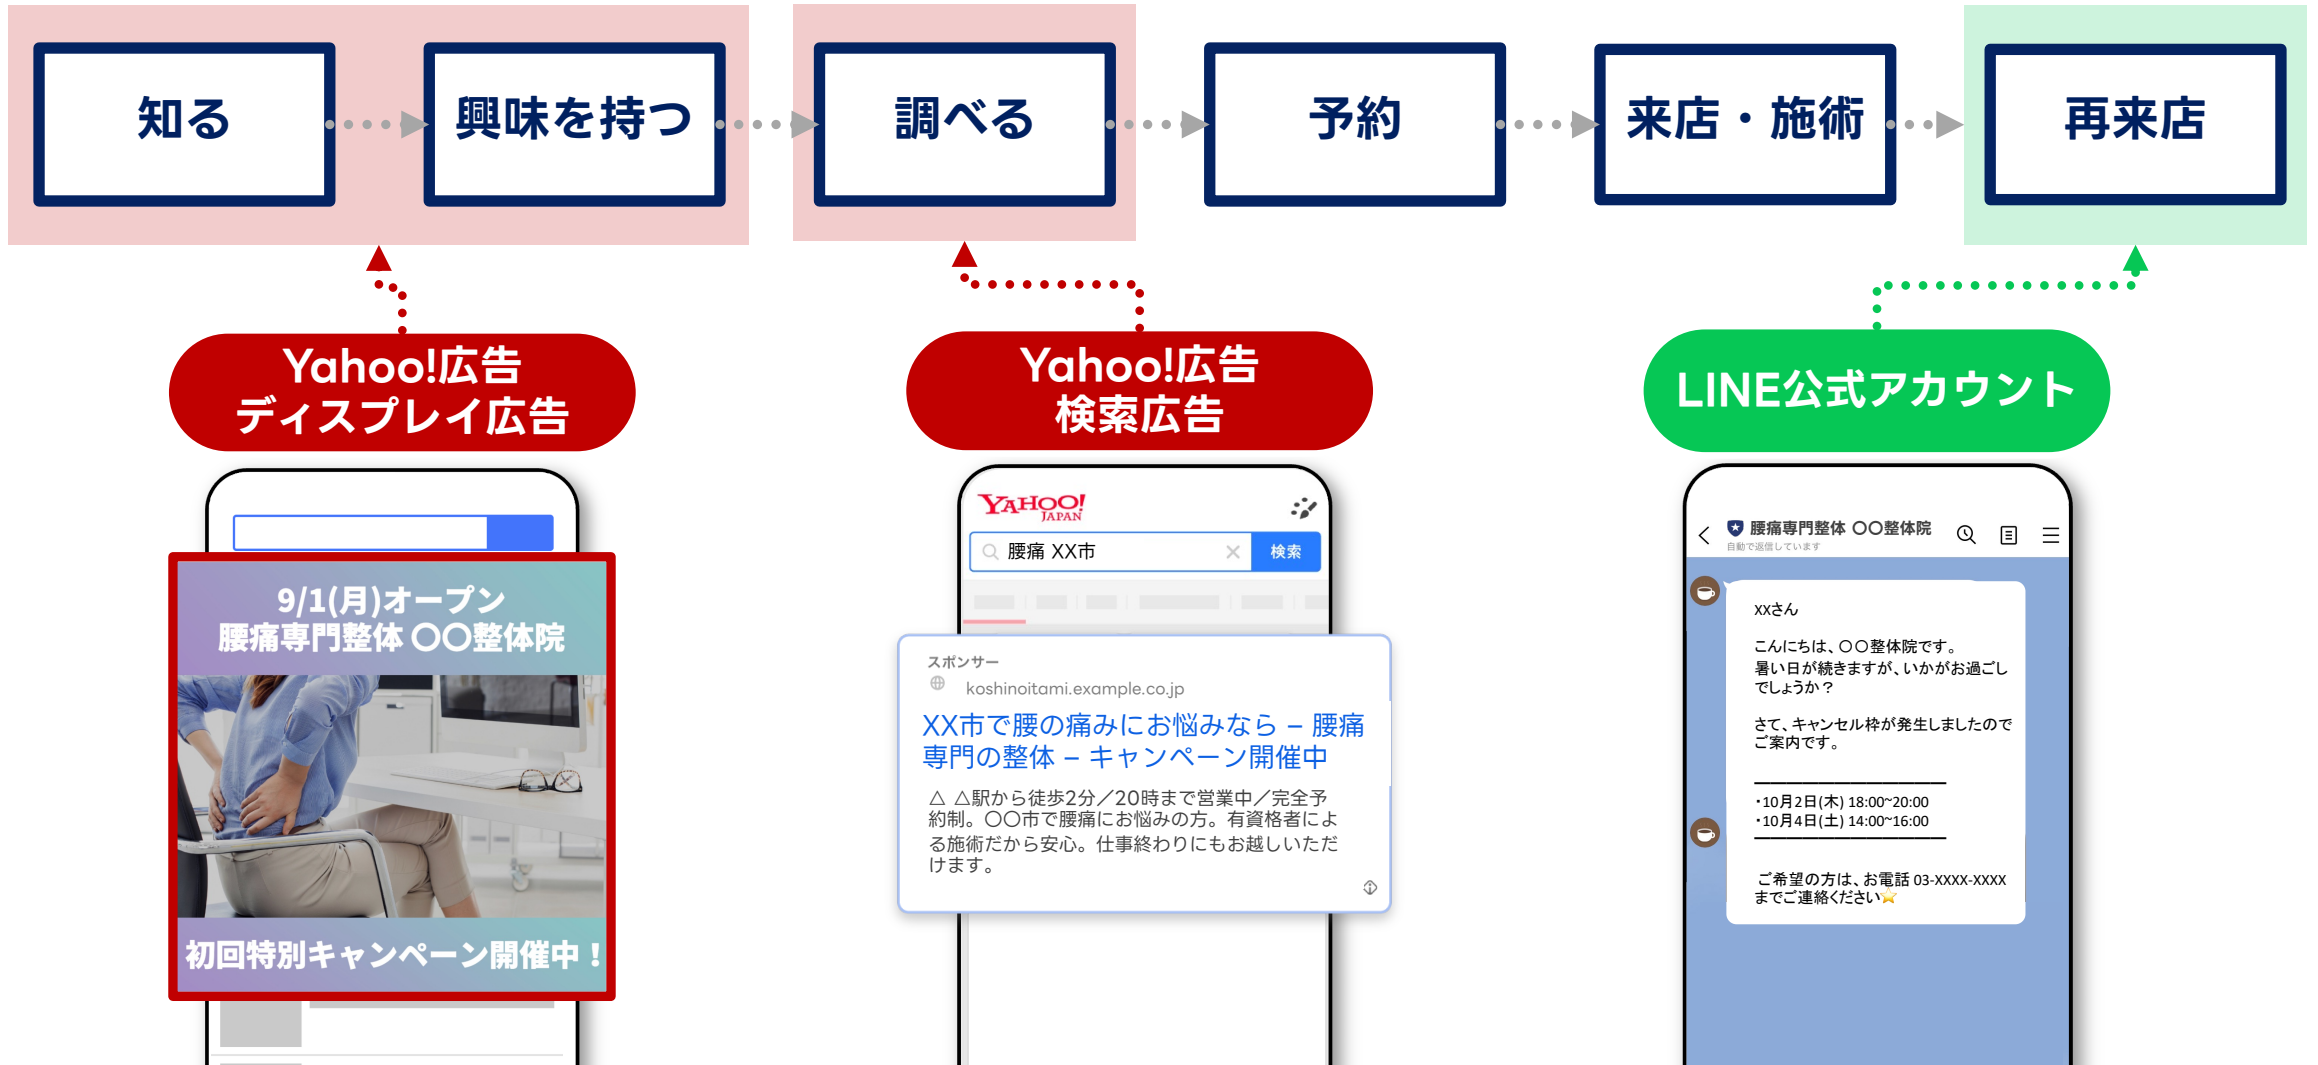 知る
興味を持つ
調べる
予約
来店・施術
再来店
Yahoo!広告
ディスプレイ広告
Yahoo!広告
検索広告
LINE公式アカウント
9/1(月)オープン
腰痛専門整体 〇〇整体院
初回特別キャンペーン開催中！
YAHOO!
JAPAN
腰痛 XX市
検索
スポンサー
koshinoitami.example.co.jp
XX市で腰の痛みにお悩みなら – 腰痛
専門の整体 – キャンペーン開催中
△ △駅から徒歩2分／20時まで営業中／完全予
約制。〇〇市で腰痛にお悩みの方。有資格者によ
る施術だから安心。仕事終わりにもお越しいただ
けます。
腰痛専門整体 〇〇整体院
自動で返信しています
xxさん
こんにちは、〇〇整体院です。
暑い日が続きますが、いかがお過ごし
でしょうか？
さて、キャンセル枠が発生しましたので
ご案内です。
・10月2日(木) 18:00~20:00
・10月4日(土) 14:00~16:00
ご希望の方は、お電話 03-XXXX-XXXX
までご連絡ください⭐